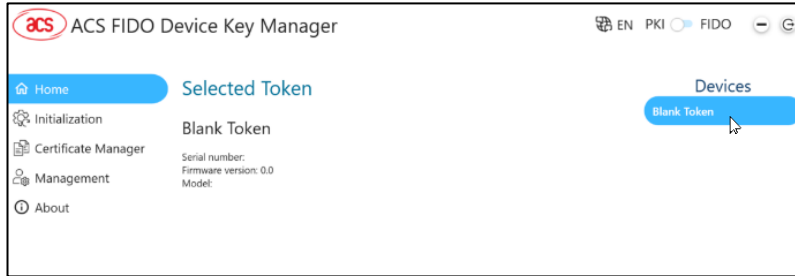 acs ACS FIDO Device Key Manager EN PKI FIDO
Home
Initialization
Certificate Manager
Management
About
Selected Token
Blank Token
Serial number:
Firmware version: 0.0
Model:
Devices
Blank Token